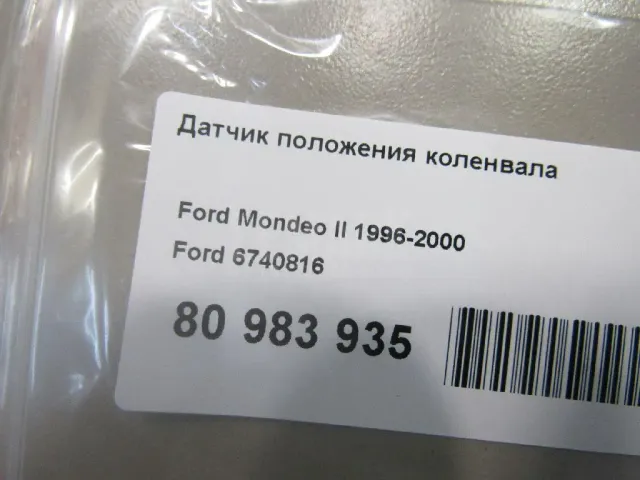 Датчик положения коленвала
Ford Mondeo II 1996-2000
Ford 6740816
80 983 935